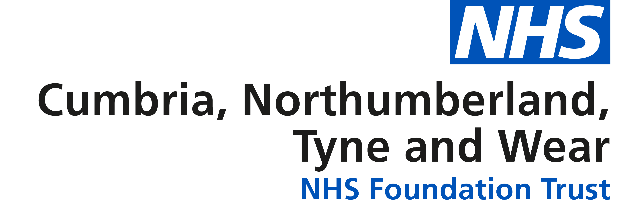 NHS
Cumbria, Northumberland,
Tyne and Wear
NHS Foundation Trust